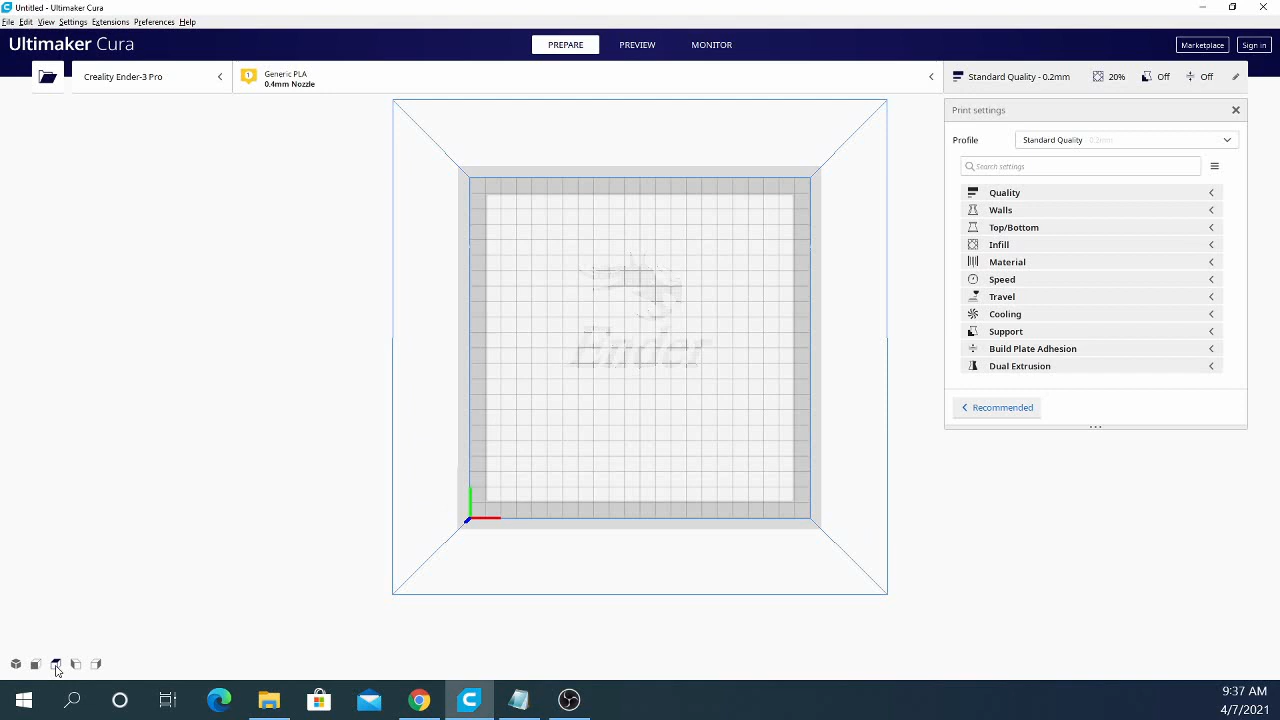 Untitled - Ultimaker Cura
File Edit View Settings Extensions Preferences Help
Ultimaker Cura
PREPARE PREVIEW MONITOR
Marketplace Sign in
Creality Ender-3 Pro
1
Generic PLA
0.4mm Nozzle
Standard Quality - 0.2mm 20% Off Off
Print settings
Profile Standard Quality 0.2mm
Search settings
Quality
Walls
Top/Bottom
Infill
Material
Speed
Travel
Cooling
Support
Build Plate Adhesion
Dual Extrusion
Recommended
Ender
9:37 AM
4/7/2021